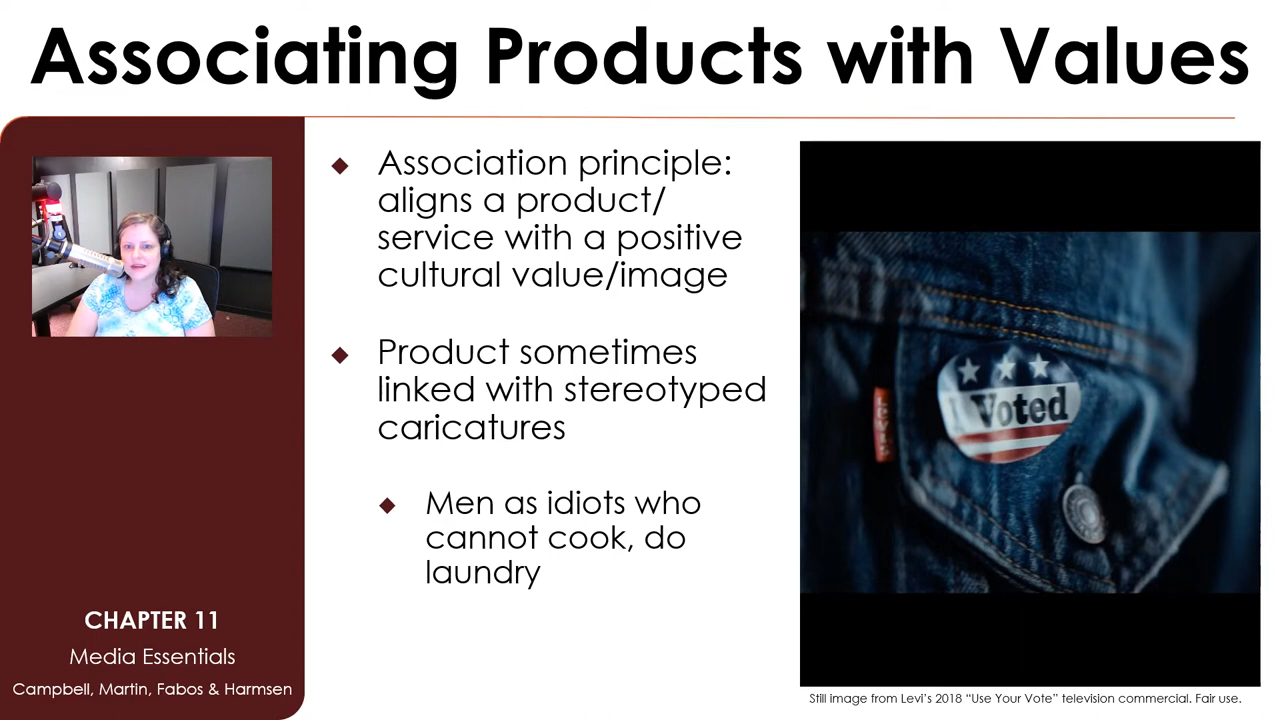 Associating Products with Values
Association principle:
aligns a product/
service with a positive
cultural value/image
Product sometimes
linked with stereotyped
caricatures
Men as idiots who
cannot cook, do
laundry
LEVI'S
I Voted
CHAPTER 11
Media Essentials
Campbell, Martin, Fabos & Harmsen
Still image from Levi's 2018 “Use Your Vote” television commercial. Fair use.